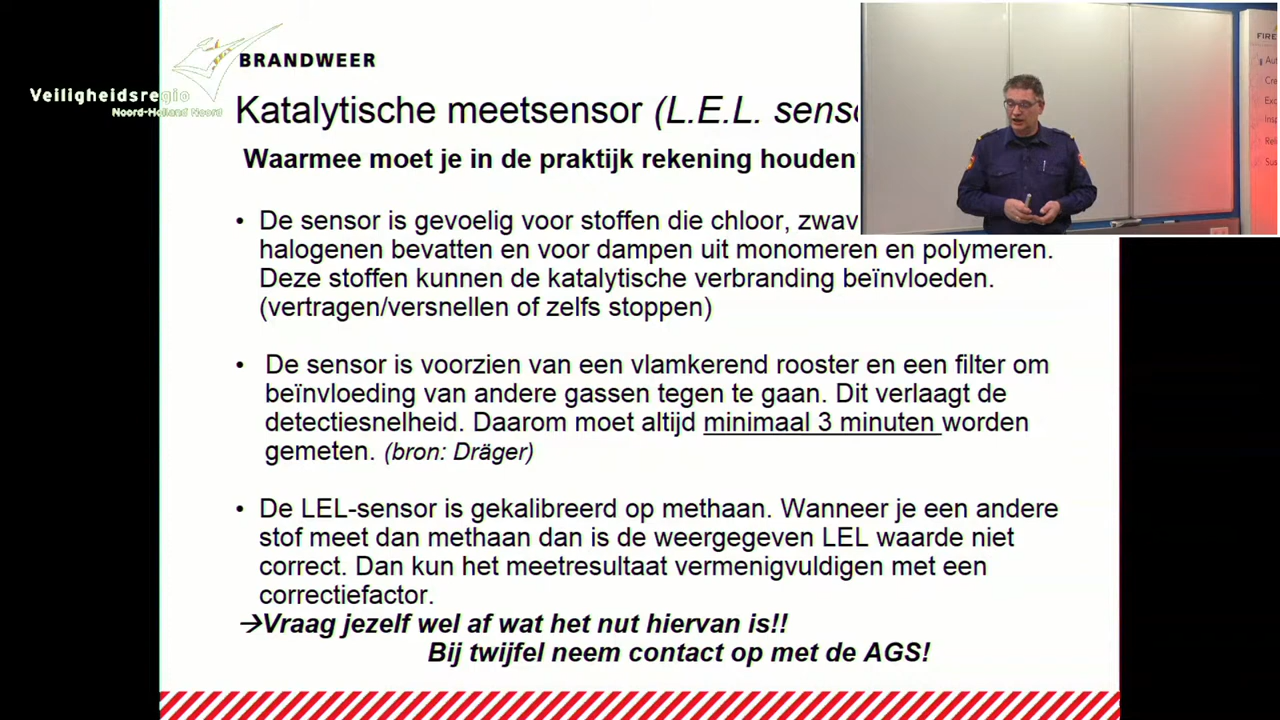 BRANDWEER
Veiligheidsregio
Noord-Holland Noord
Katalytische meetsensor (L.E.L.
Waarmee moet je in de praktijk rekening houden
• De sensor is gevoelig voor stoffen die chloor,
halogenen bevatten en voor dampen uit monomeren en polymeren.
Deze stoffen kunnen de katalytische verbranding beïnvloeden.
(vertragen/versnellen of zelfs stoppen)
• De sensor is voorzien van een vlamkerend rooster en een filter om
beïnvloeding van andere gassen tegen te gaan. Dit verlaagt de
detectiesnelheid. Daarom moet altijd minimaal 3 minuten worden
gemeten. (bron: Dräger)
• De LEL-sensor is gekalibreerd op methaan. Wanneer je een andere
stof meet dan methaan dan is de weergegeven LEL waarde niet
correct. Dan kun het meetresultaat vermenigvuldigen met een
correctiefactor.
→Vraag jezelf wel af wat het nut hiervan is!!
Bij twijfel neem contact op met de AGS!
FIRE